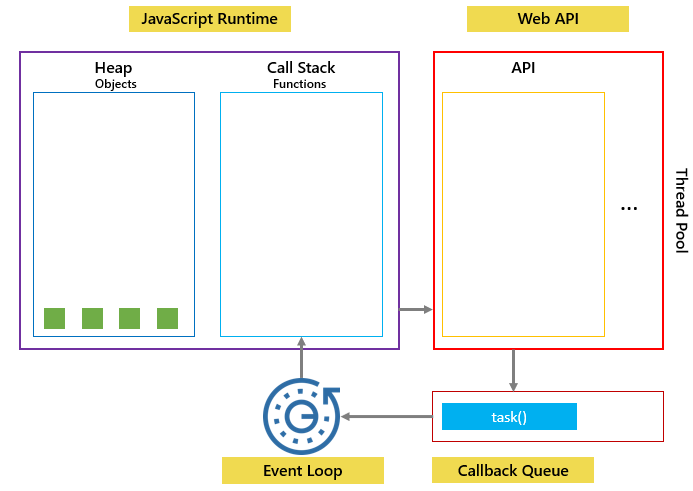 JavaScript Runtime
Web API
Heap
Objects
Call Stack
Functions
API
Thread Pool
...
task()
Event Loop
Callback Queue